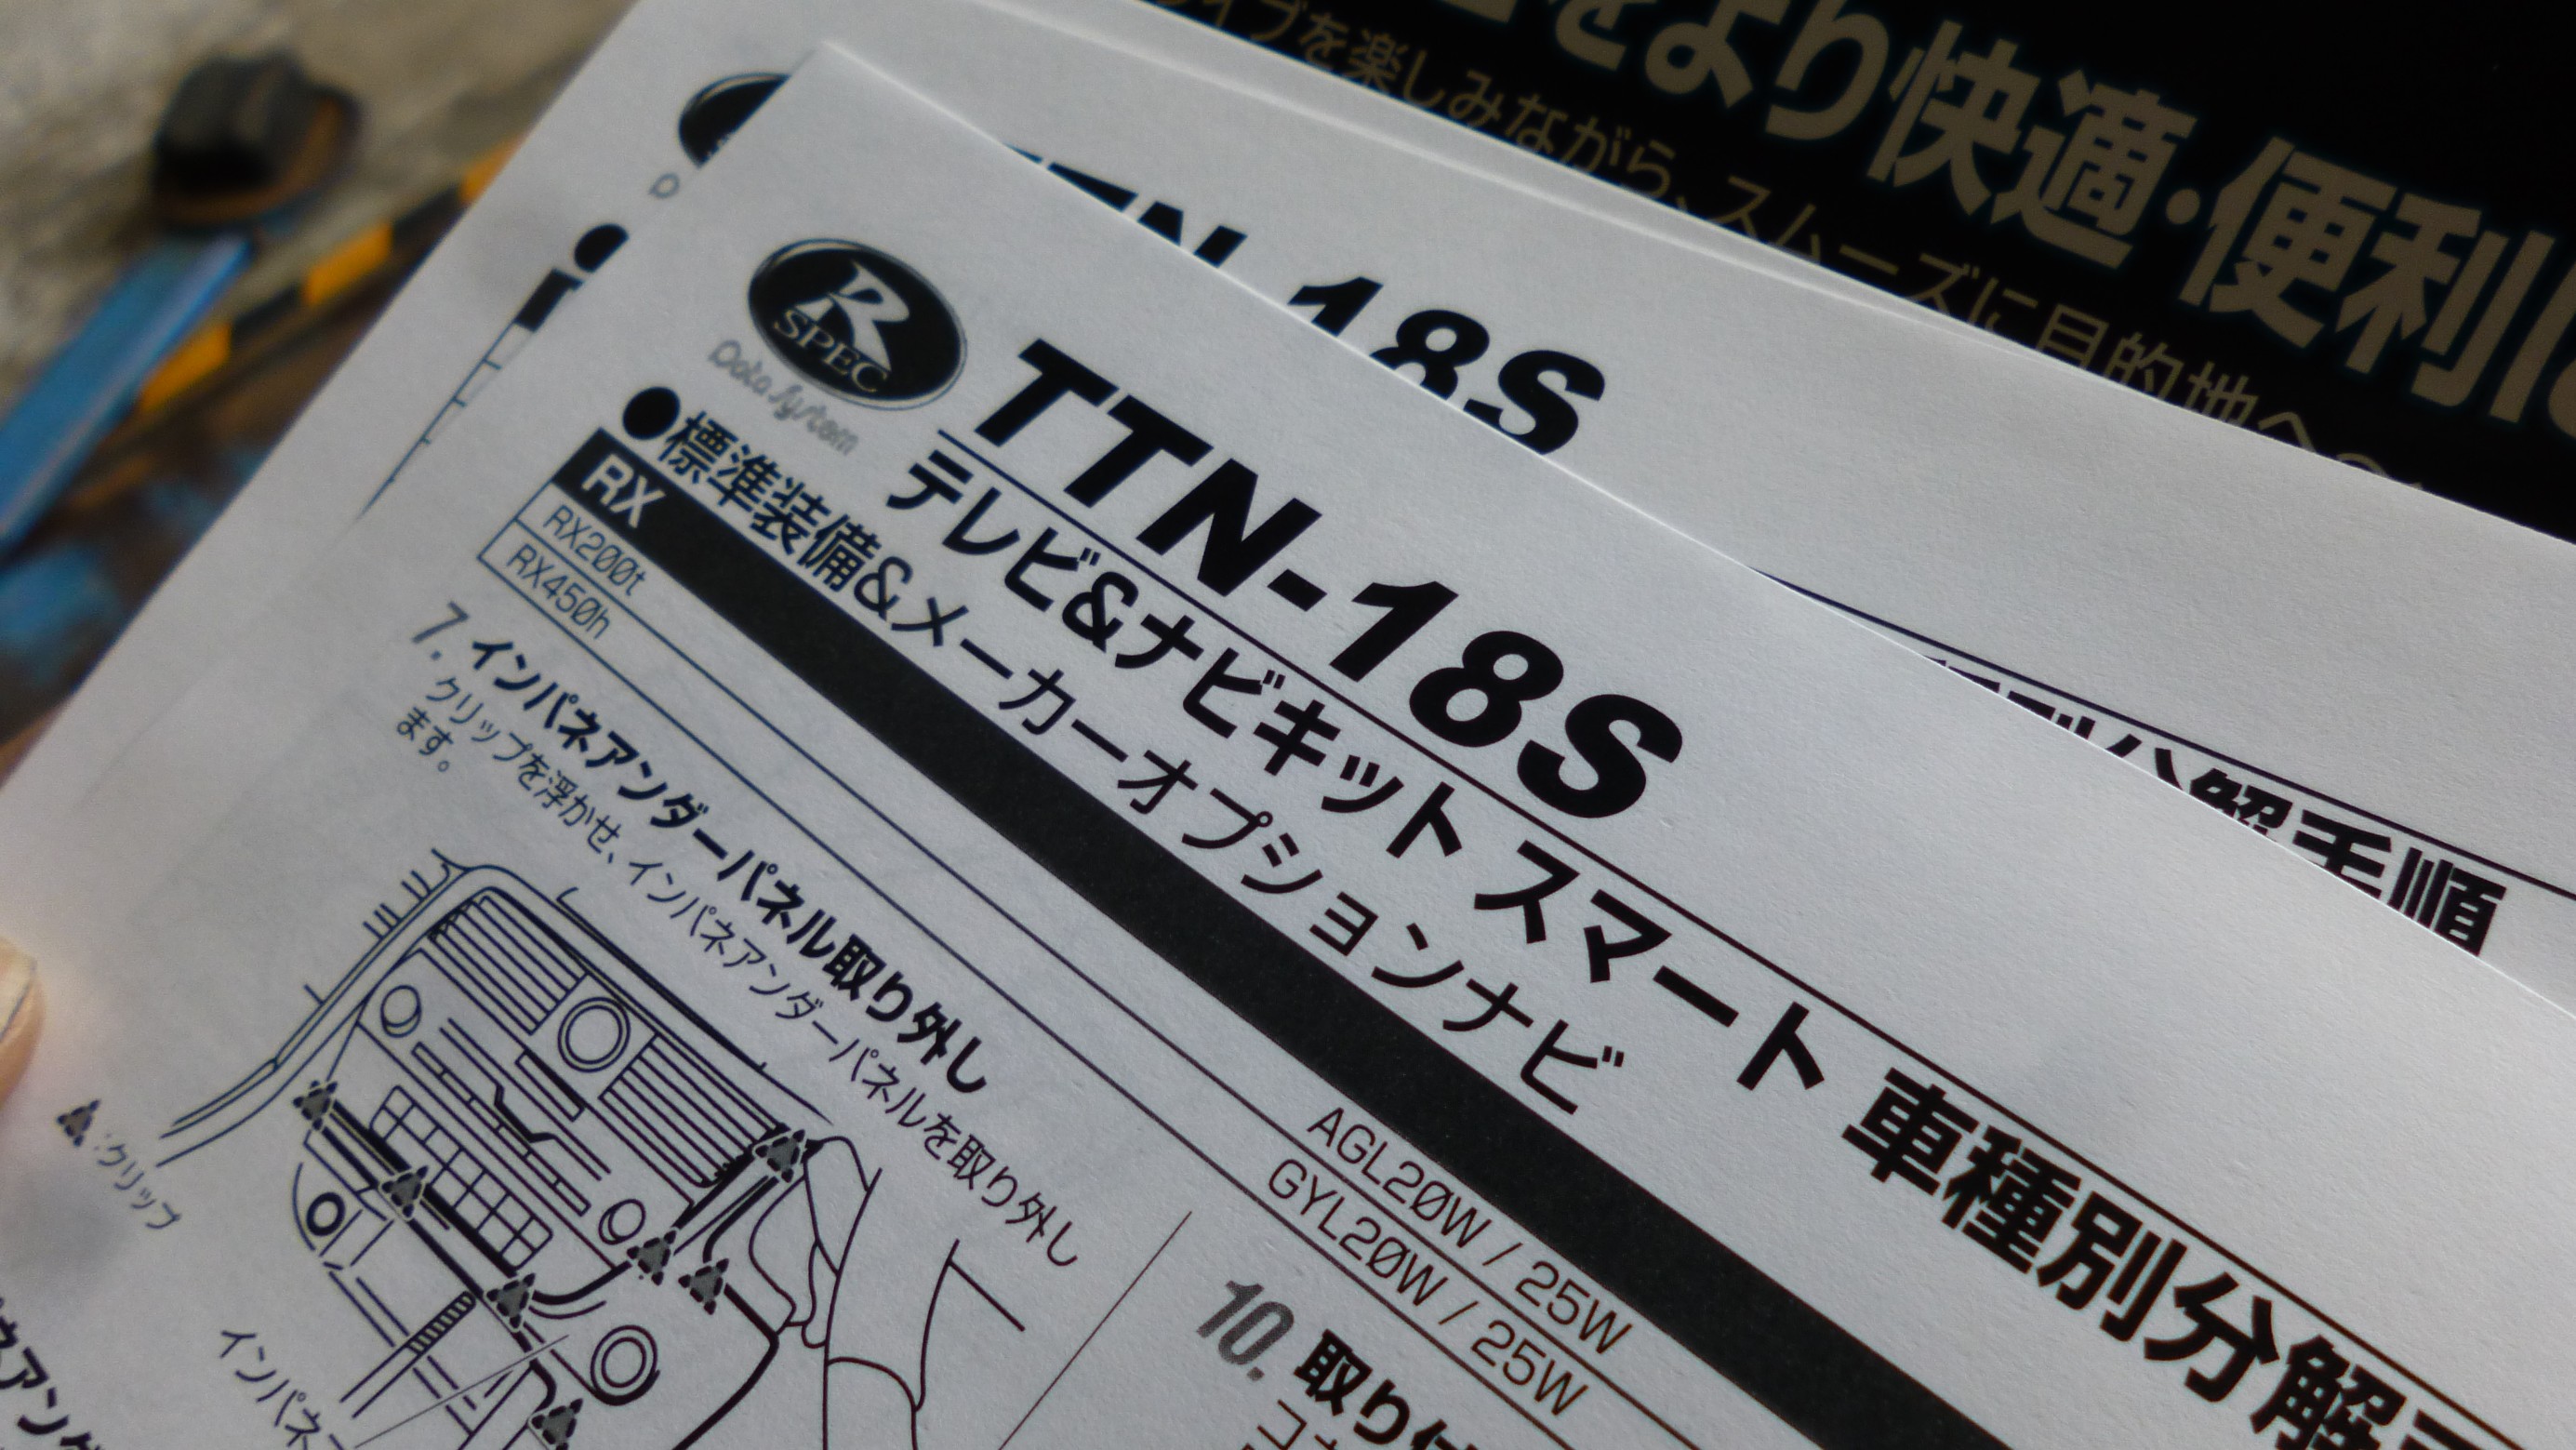 をより快適・便利に
イブを楽しみながら、スムーズに目的地へ
TTN-18S
分解手順
R
SPEC
Data System
TTN-18S
テレビ&ナビキット スマート 車種別分解
●標準装備&メーカーオプションナビ
RX
RX200t AGL20W / 25W
RX450h GYL20W / 25W
7. インパネアンダーパネル取り外し
クリップを浮かせ、インパネアンダーパネルを取り外し
ます。
▲:クリップ
インパネ
ネアンダ
10. 取り付